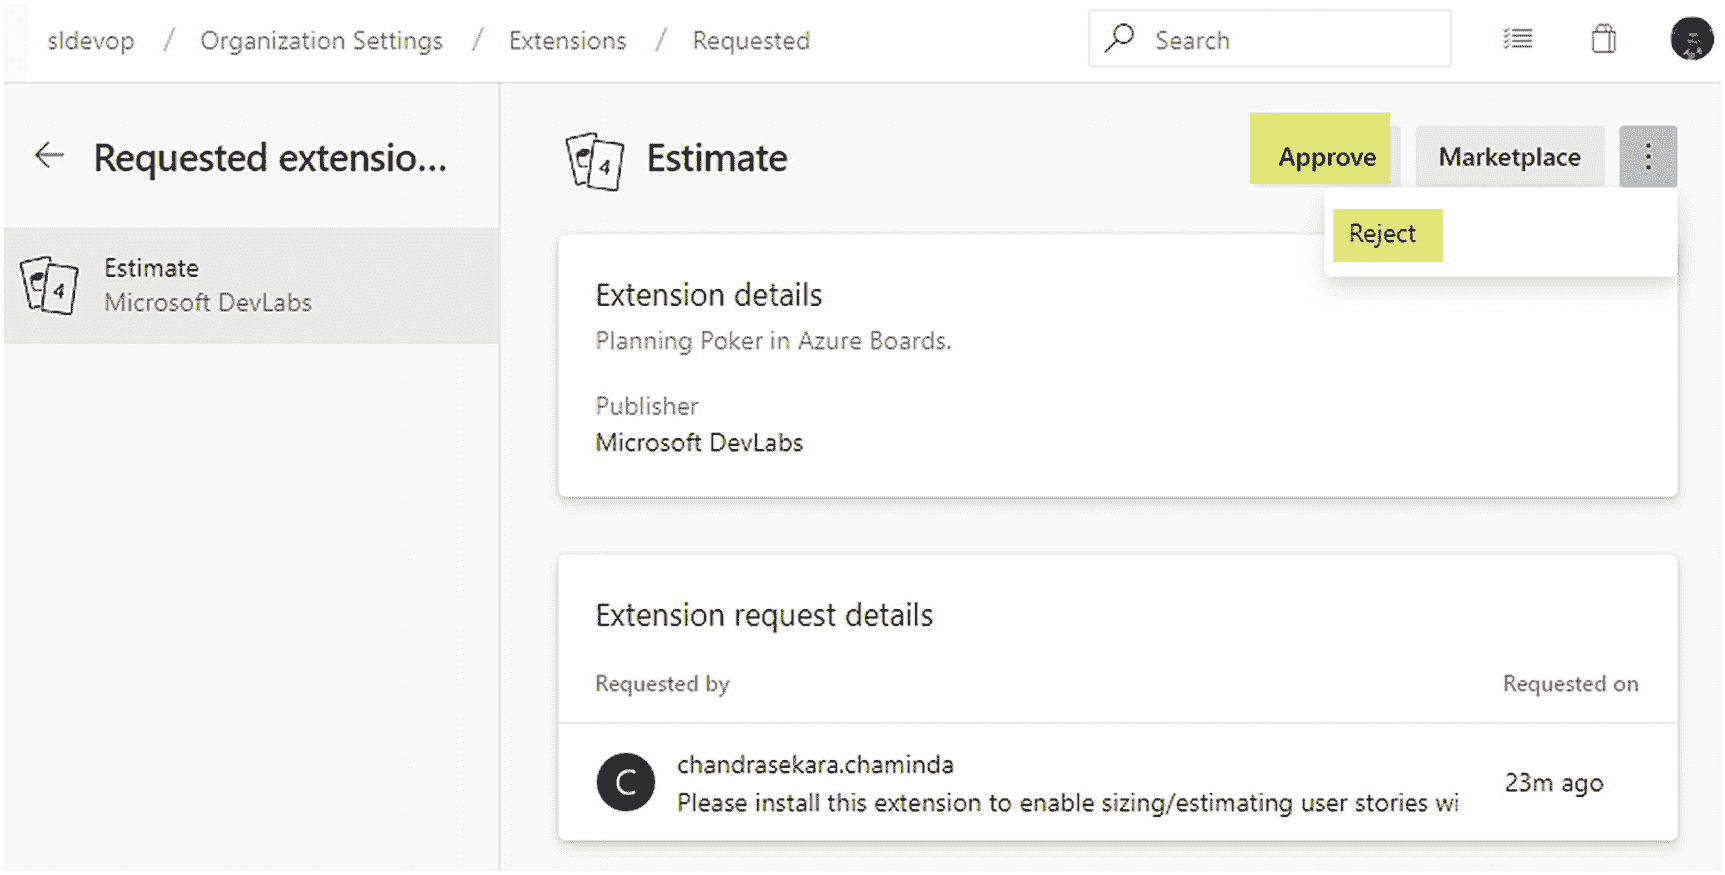 sldevop / Organization Settings / Extensions / Requested
Search
Requested extensio...
Estimate
Microsoft DevLabs
4
4
Estimate
Approve
Marketplace
Reject
Extension details
Planning Poker in Azure Boards.
Publisher
Microsoft DevLabs
Extension request details
Requested by
Requested on
C
chandrasekara.chaminda
Please install this extension to enable sizing/estimating user stories wi
23m ago